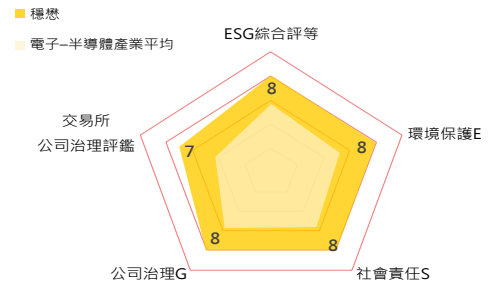 穩懋
電子–半導體產業平均
ESG綜合評等
8
環境保護E
8
社會責任S
8
公司治理G
8
交易所
公司治理評鑑
7